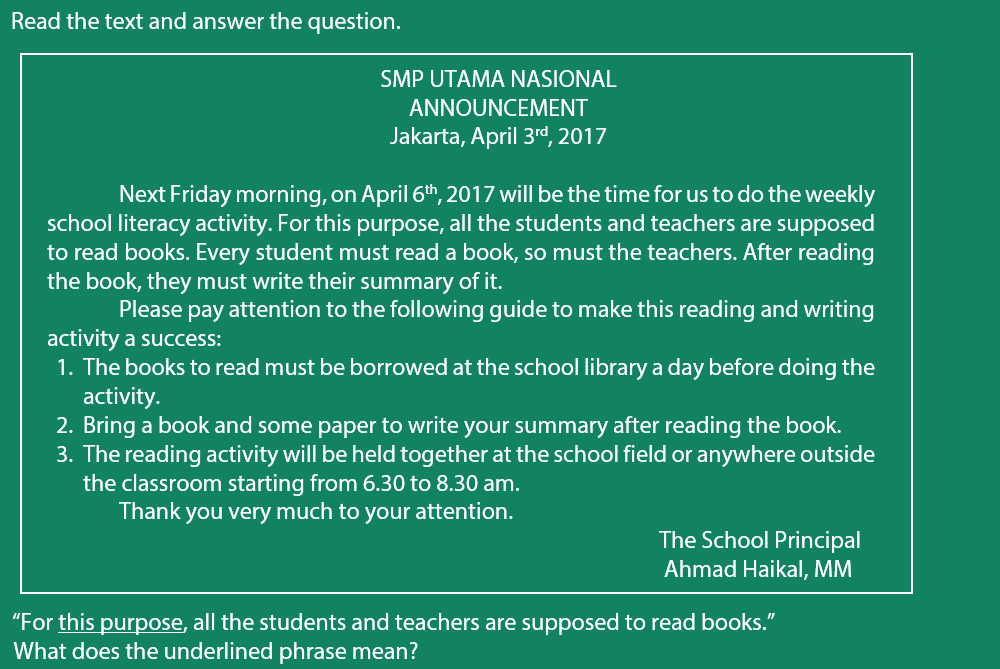 Read the text and answer the question.
SMP UTAMA NASIONAL
ANNOUNCEMENT
Jakarta, April 3rd, 2017
Next Friday morning, on April 6th, 2017 will be the time for us to do the weekly
school literacy activity. For this purpose, all the students and teachers are supposed
to read books. Every student must read a book, so must the teachers. After reading
the book, they must write their summary of it.
Please pay attention to the following guide to make this reading and writing
activity a success:
1. The books to read must be borrowed at the school library a day before doing the
activity.
2. Bring a book and some paper to write your summary after reading the book.
3. The reading activity will be held together at the school field or anywhere outside
the classroom starting from 6.30 to 8.30 am.
Thank you very much to your attention.
The School Principal
Ahmad Haikal, MM
“For this purpose, all the students and teachers are supposed to read books.”
What does the underlined phrase mean?